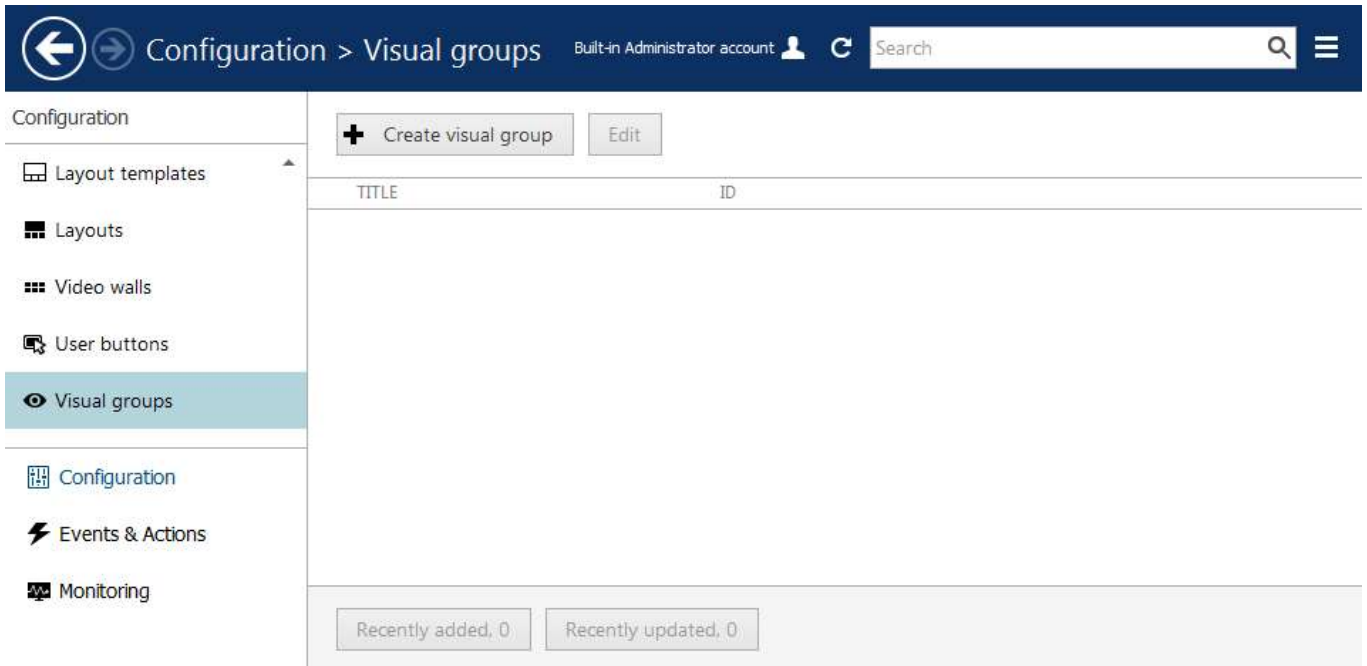 Configuration > Visual groups Built-in Administrator account Search
Configuration
Create visual group Edit
Layout templates
TITLE ID
Layouts
Video walls
User buttons
Visual groups
Configuration
Events & Actions
Monitoring
Recently added, 0 Recently updated, 0